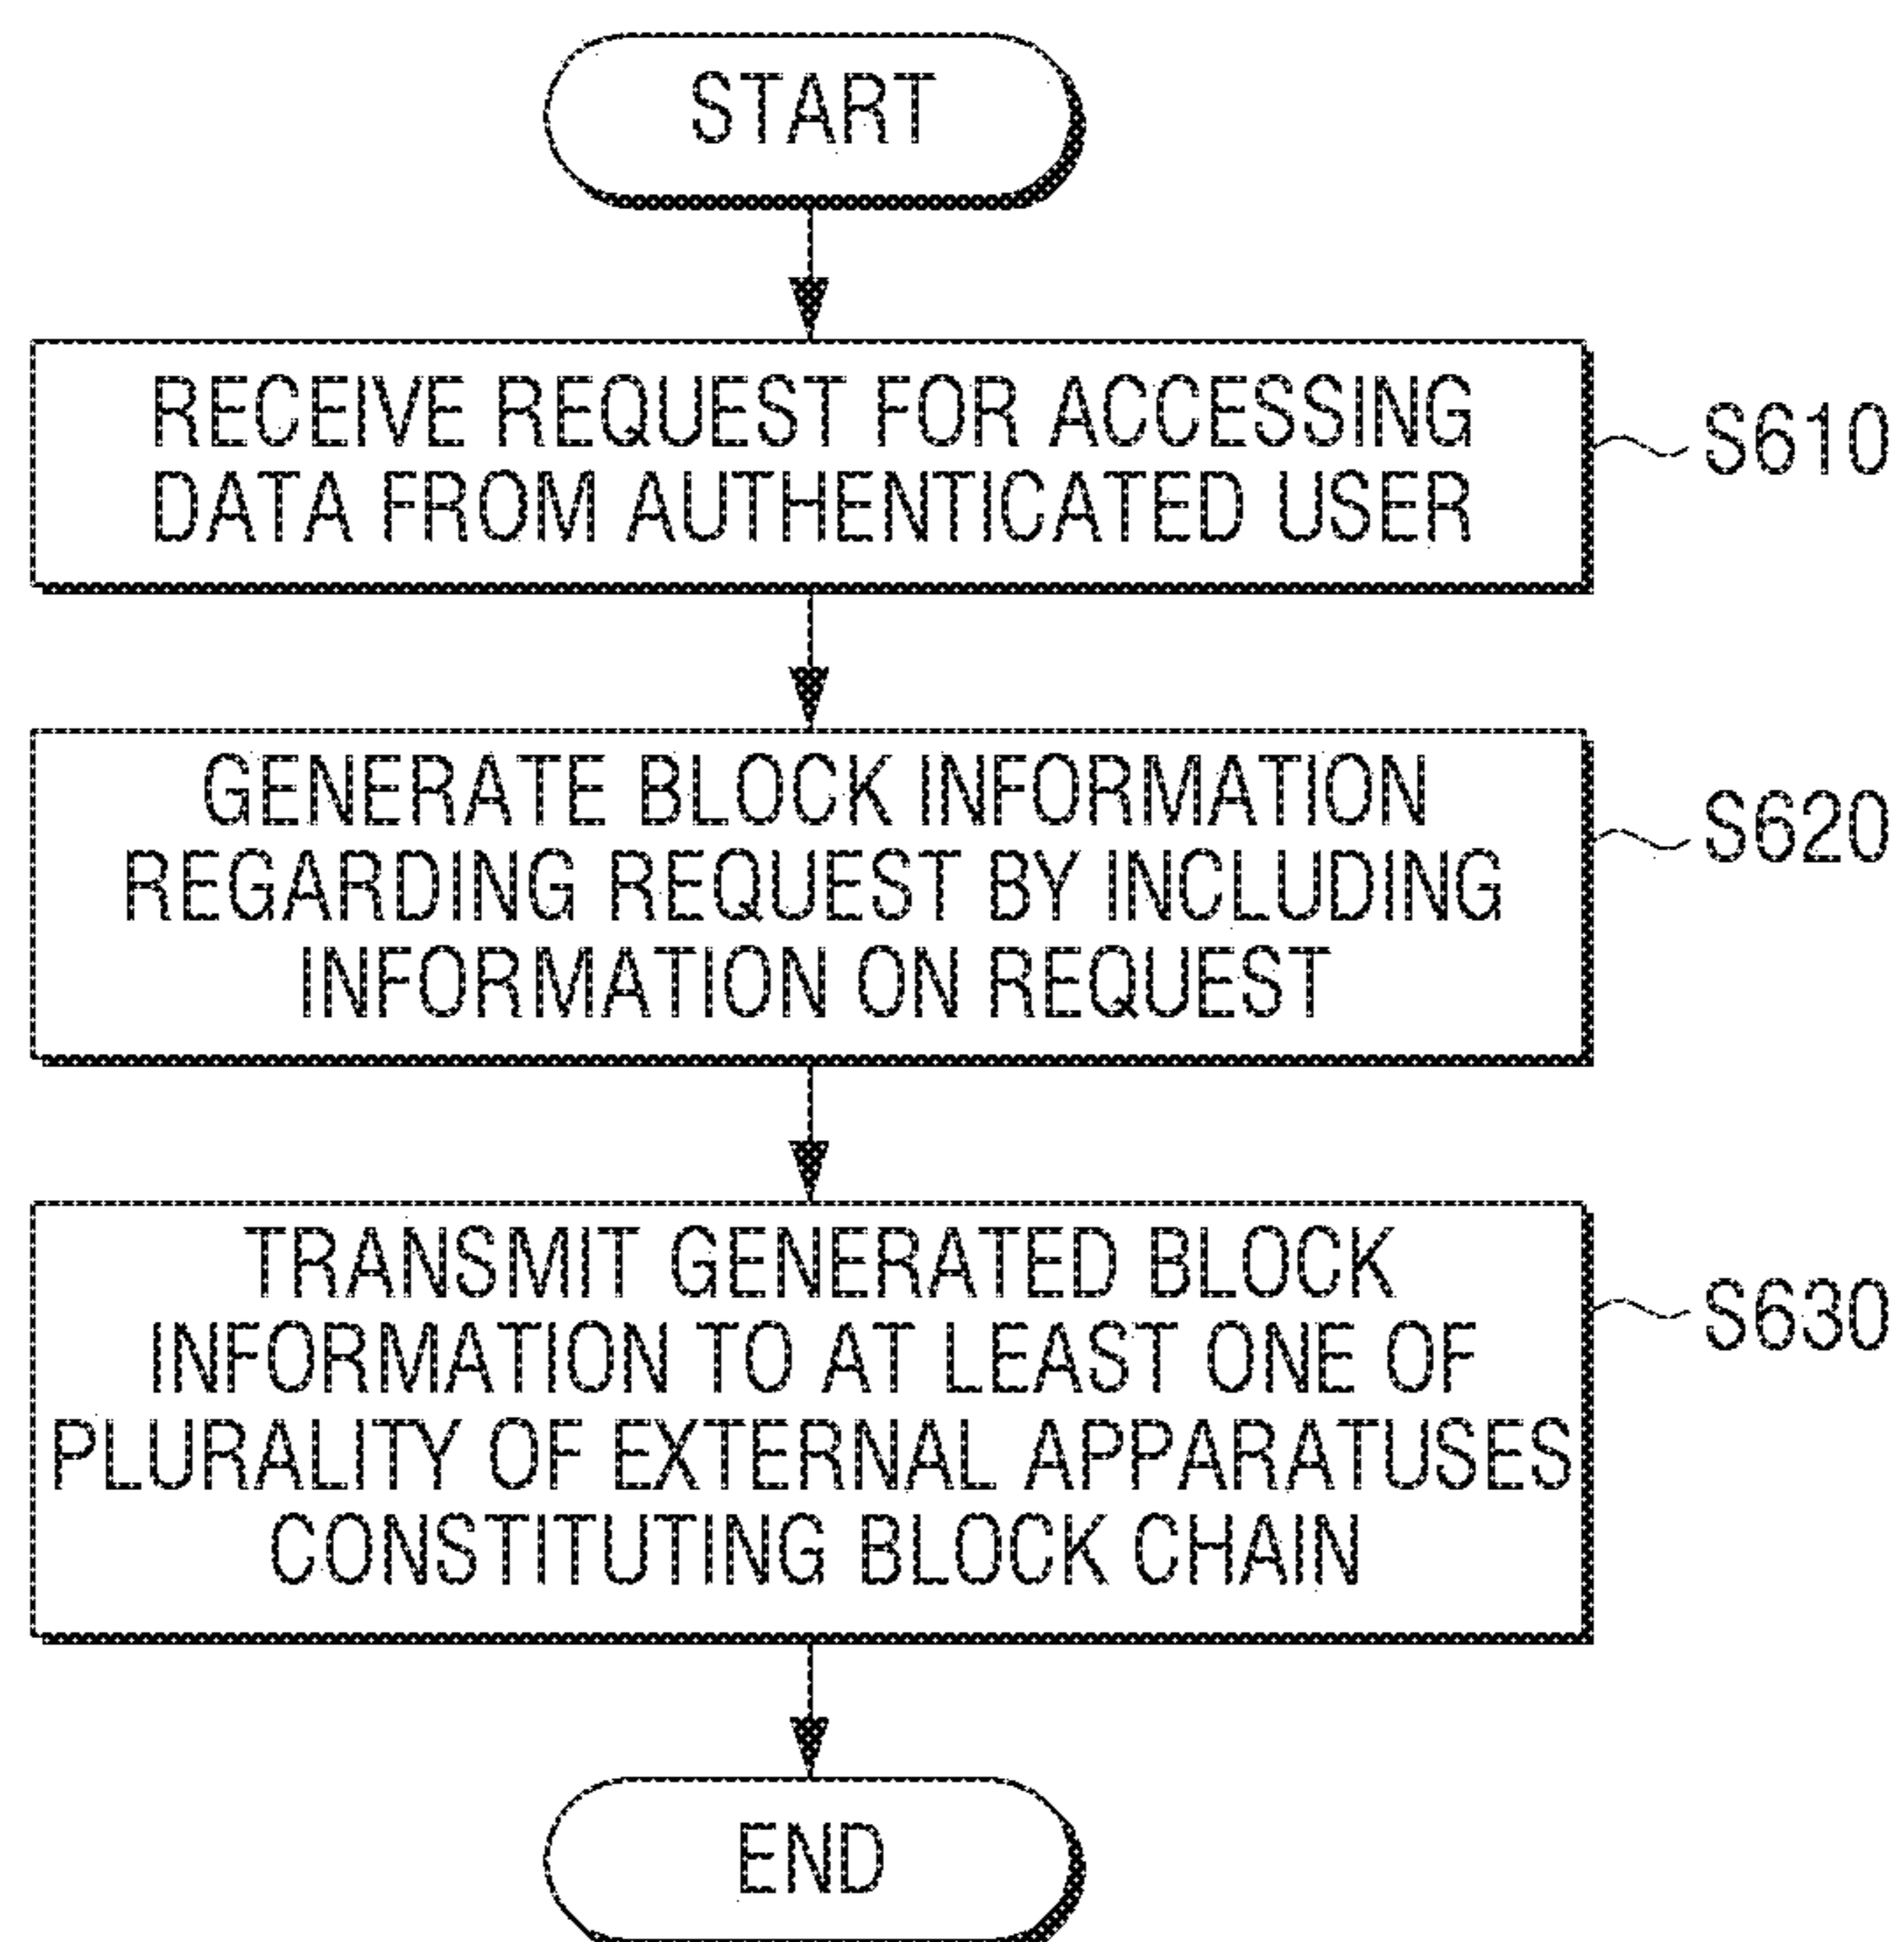 START
RECEIVE REQUEST FOR ACCESSING
DATA FROM AUTHENTICATED USER
S610
GENERATE BLOCK INFORMATION
REGARDING REQUEST BY INCLUDING
INFORMATION ON REQUEST
S620
TRANSMIT GENERATED BLOCK
INFORMATION TO AT LEAST ONE OF
PLURALITY OF EXTERNAL APPARATUSES
CONSTITUTING BLOCK CHAIN
S630
END